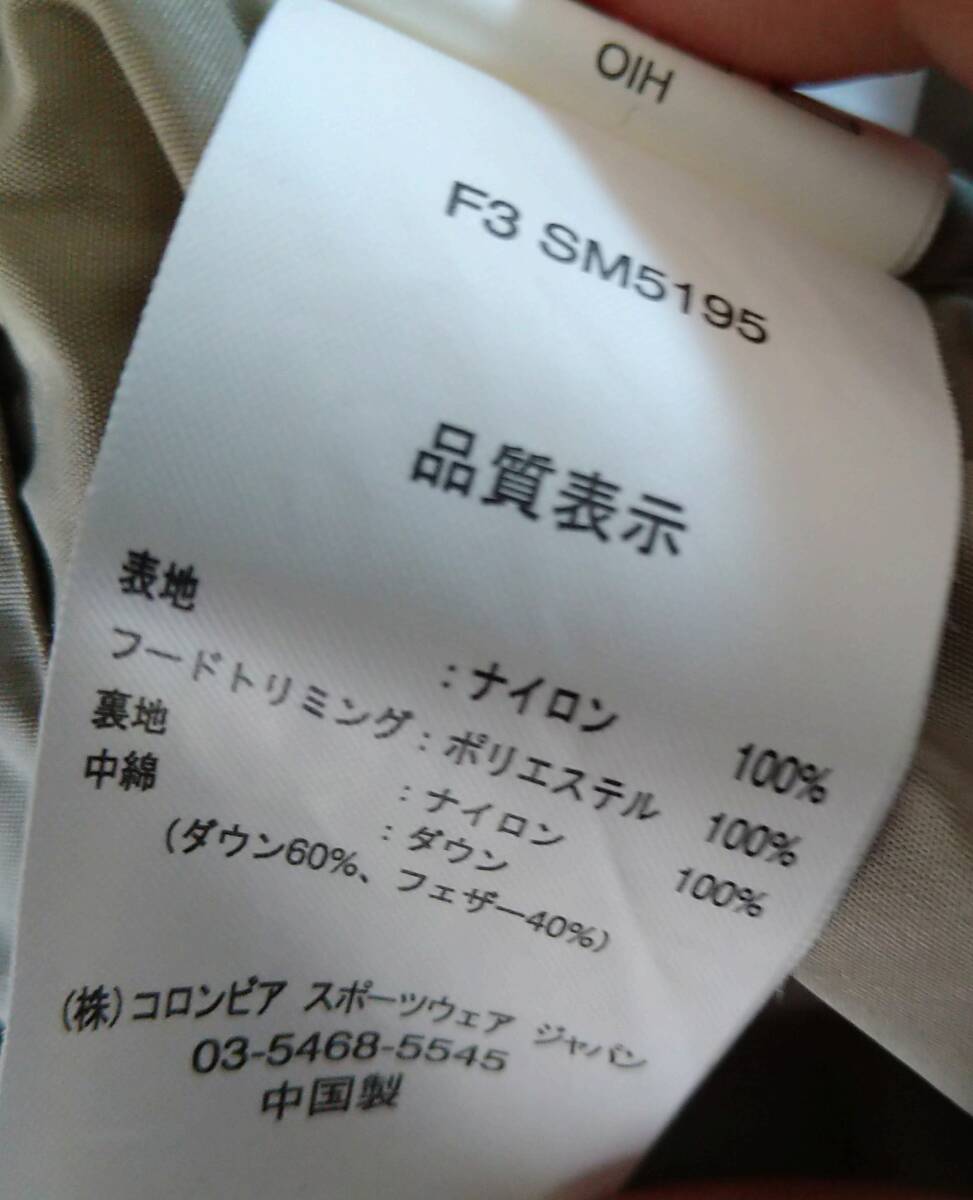 OIH
F3 SM5195
品質表示
表地 : ナイロン 100%
フードトリミング : ポリエステル 100%
裏地 : ナイロン 100%
中綿 : ダウン
(ダウン60%、フェザー40%)
(株)コロンビア スポーツウェア ジャパン
03-5468-5545
中国製